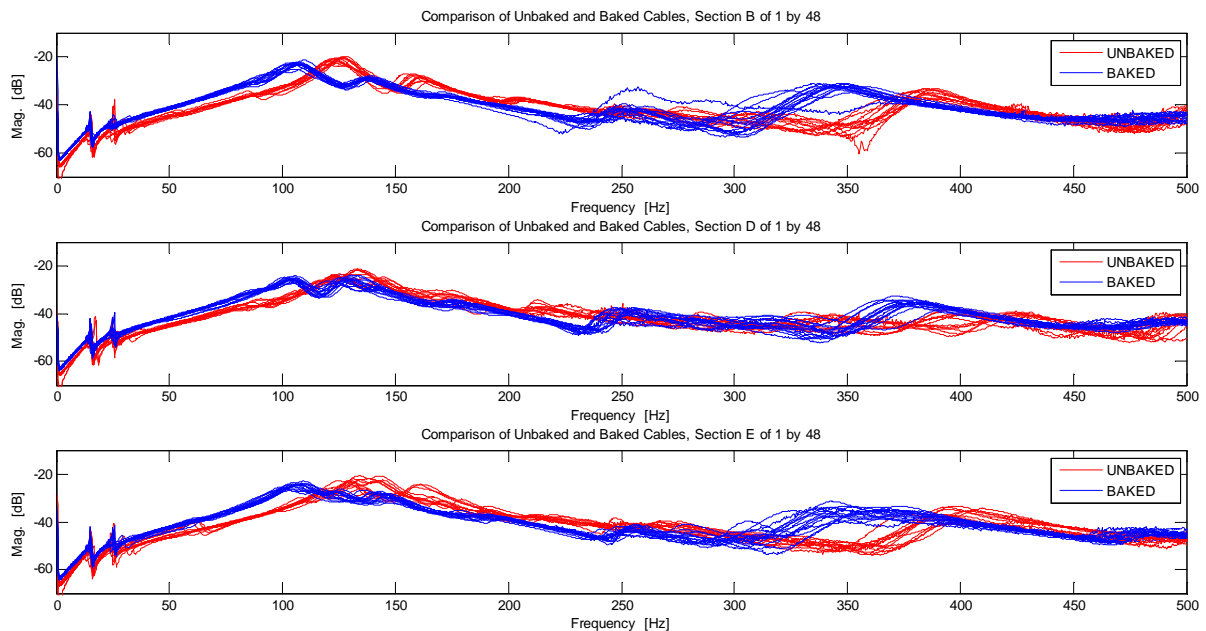 Comparison of Unbaked and Baked Cables, Section B of 1 by 48
UNBAKED
BAKED
Mag. [dB]
-20
-40
-60
0 50 100 150 200 250 300 350 400 450 500
Frequency [Hz]
Comparison of Unbaked and Baked Cables, Section D of 1 by 48
UNBAKED
BAKED
Mag. [dB]
-20
-40
-60
0 50 100 150 200 250 300 350 400 450 500
Frequency [Hz]
Comparison of Unbaked and Baked Cables, Section E of 1 by 48
UNBAKED
BAKED
Mag. [dB]
-20
-40
-60
0 50 100 150 200 250 300 350 400 450 500
Frequency [Hz]